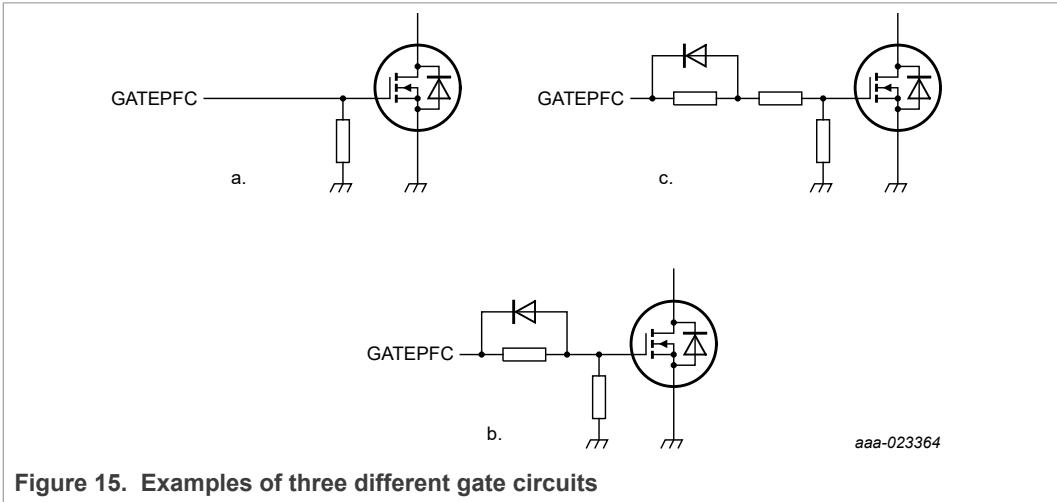 GATEPFC
a.
GATEPFC
c.
GATEPFC
b.
aaa-023364
Figure 15. Examples of three different gate circuits